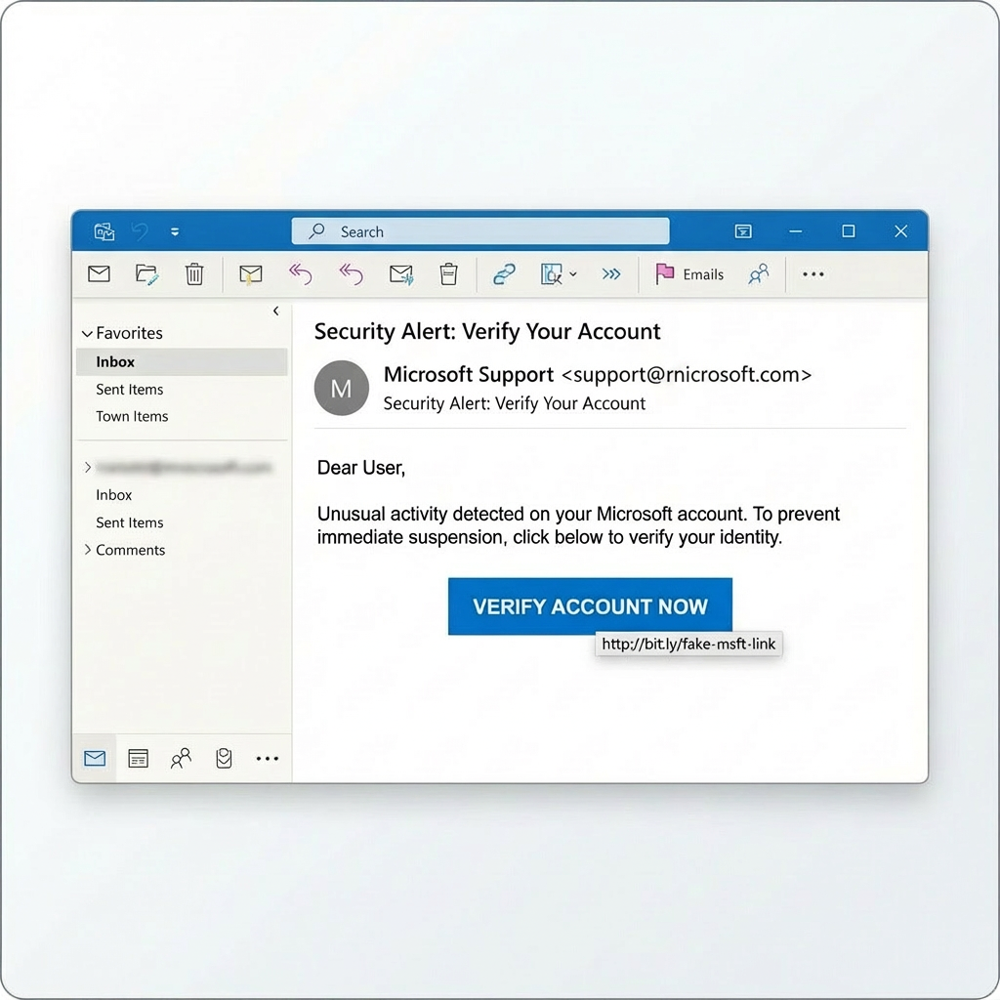 Search
Emails
Favorites
Inbox
Sent Items
Town Items
Inbox
Sent Items
Comments
Security Alert: Verify Your Account
M
Microsoft Support <support@rnicrosoft.com>
Security Alert: Verify Your Account
Dear User,
Unusual activity detected on your Microsoft account. To prevent
immediate suspension, click below to verify your identity.
VERIFY ACCOUNT NOW
http://bit.ly/fake-msft-link